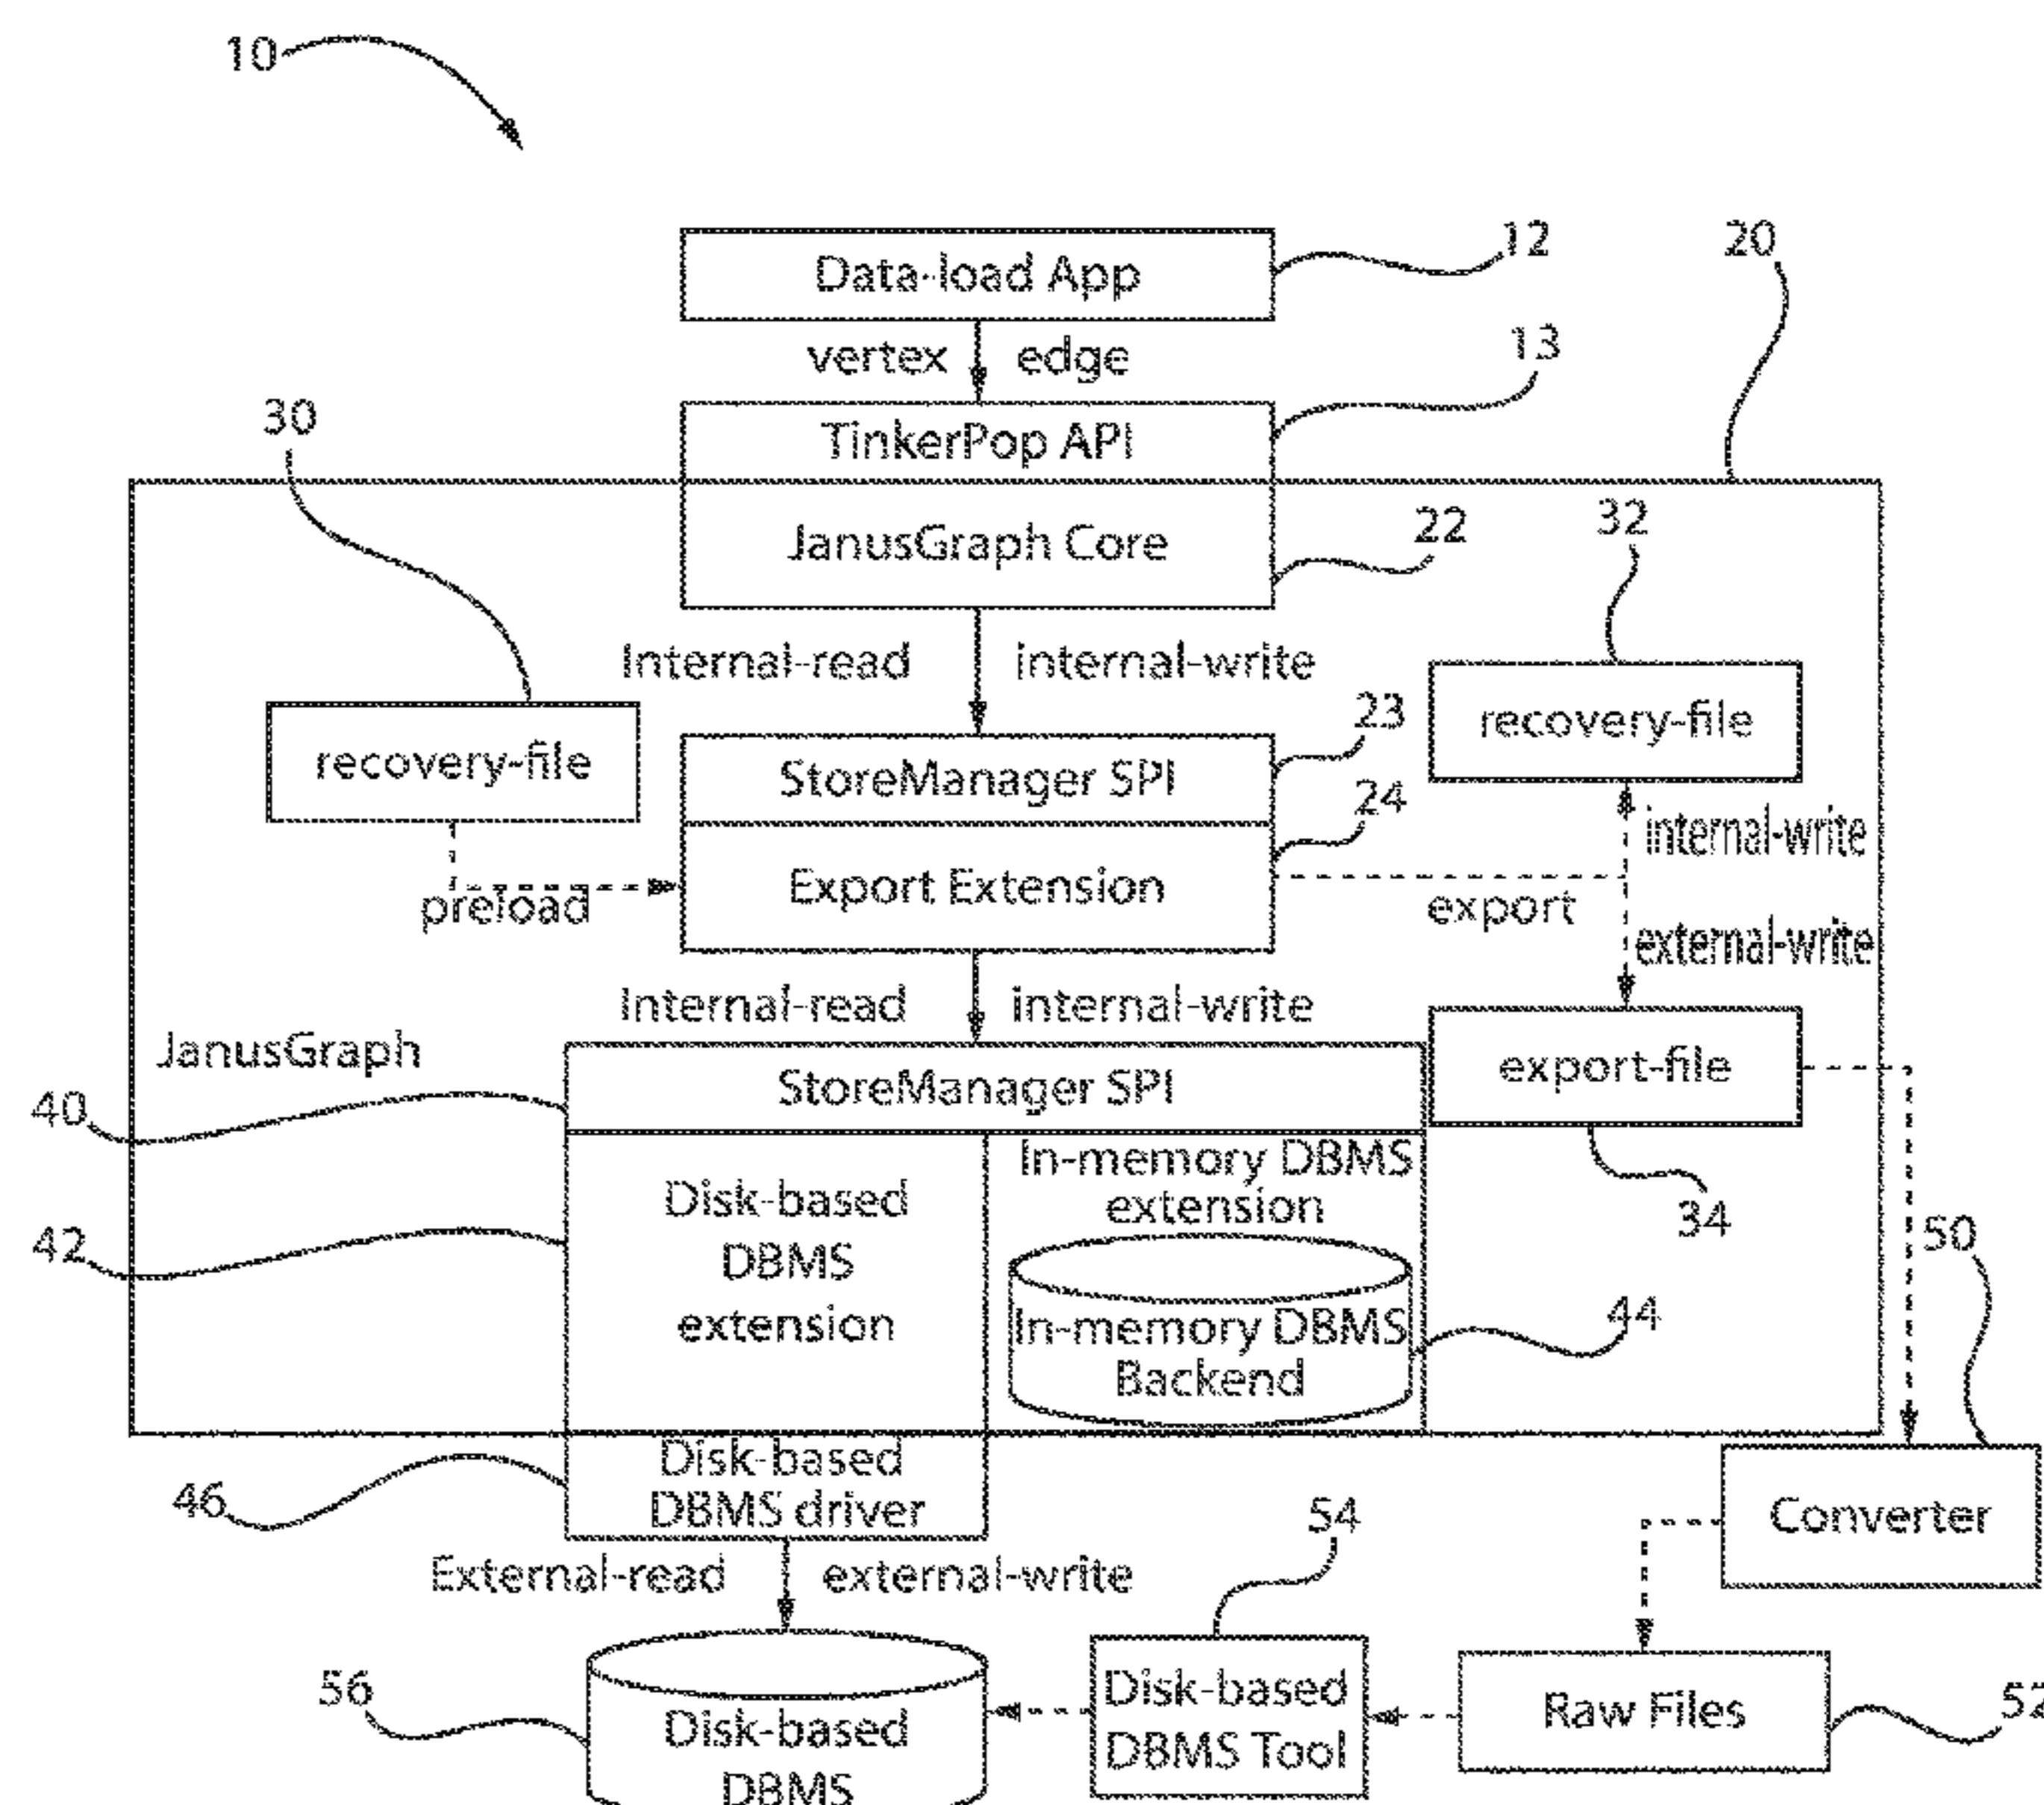 10
12
20
Data-load App
13
vertex edge
30
TinkerPop API
32
22
JanusGraph Core
Internal-read internal-write
23
recovery-file
recovery-file
StoreManager SPI
24
internal-write
Export Extension
preload
export
external-write
Internal-read internal-write
JanusGraph
export-file
StoreManager SPI
40
In-memory DBMS
extension
Disk-based
DBMS
extension
34
42
50
44
In-memory DBMS
Backend
Disk-based
DBMS driver
46
54
Converter
External-read external-write
56
Disk-based
DBMS Tool
Raw Files
52
Disk-based
DBMS